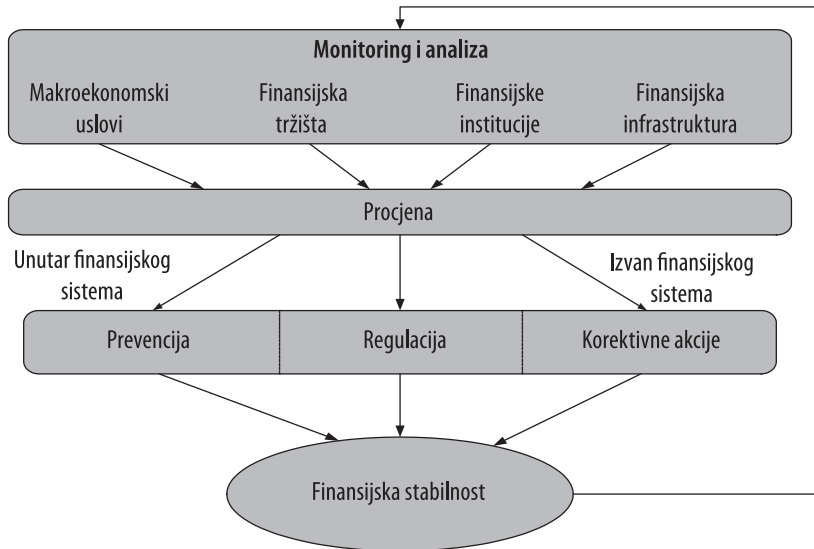 Monitoring i analiza
Makroekonomski
uslovi
Finansijska
tržišta
Finansijske
institucije
Finansijska
infrastruktura
Procjena
Unutar finansijskog
sistema
Izvan finansijskog
sistema
Prevencija
Regulacija
Korektivne akcije
Finansijska stabilnost